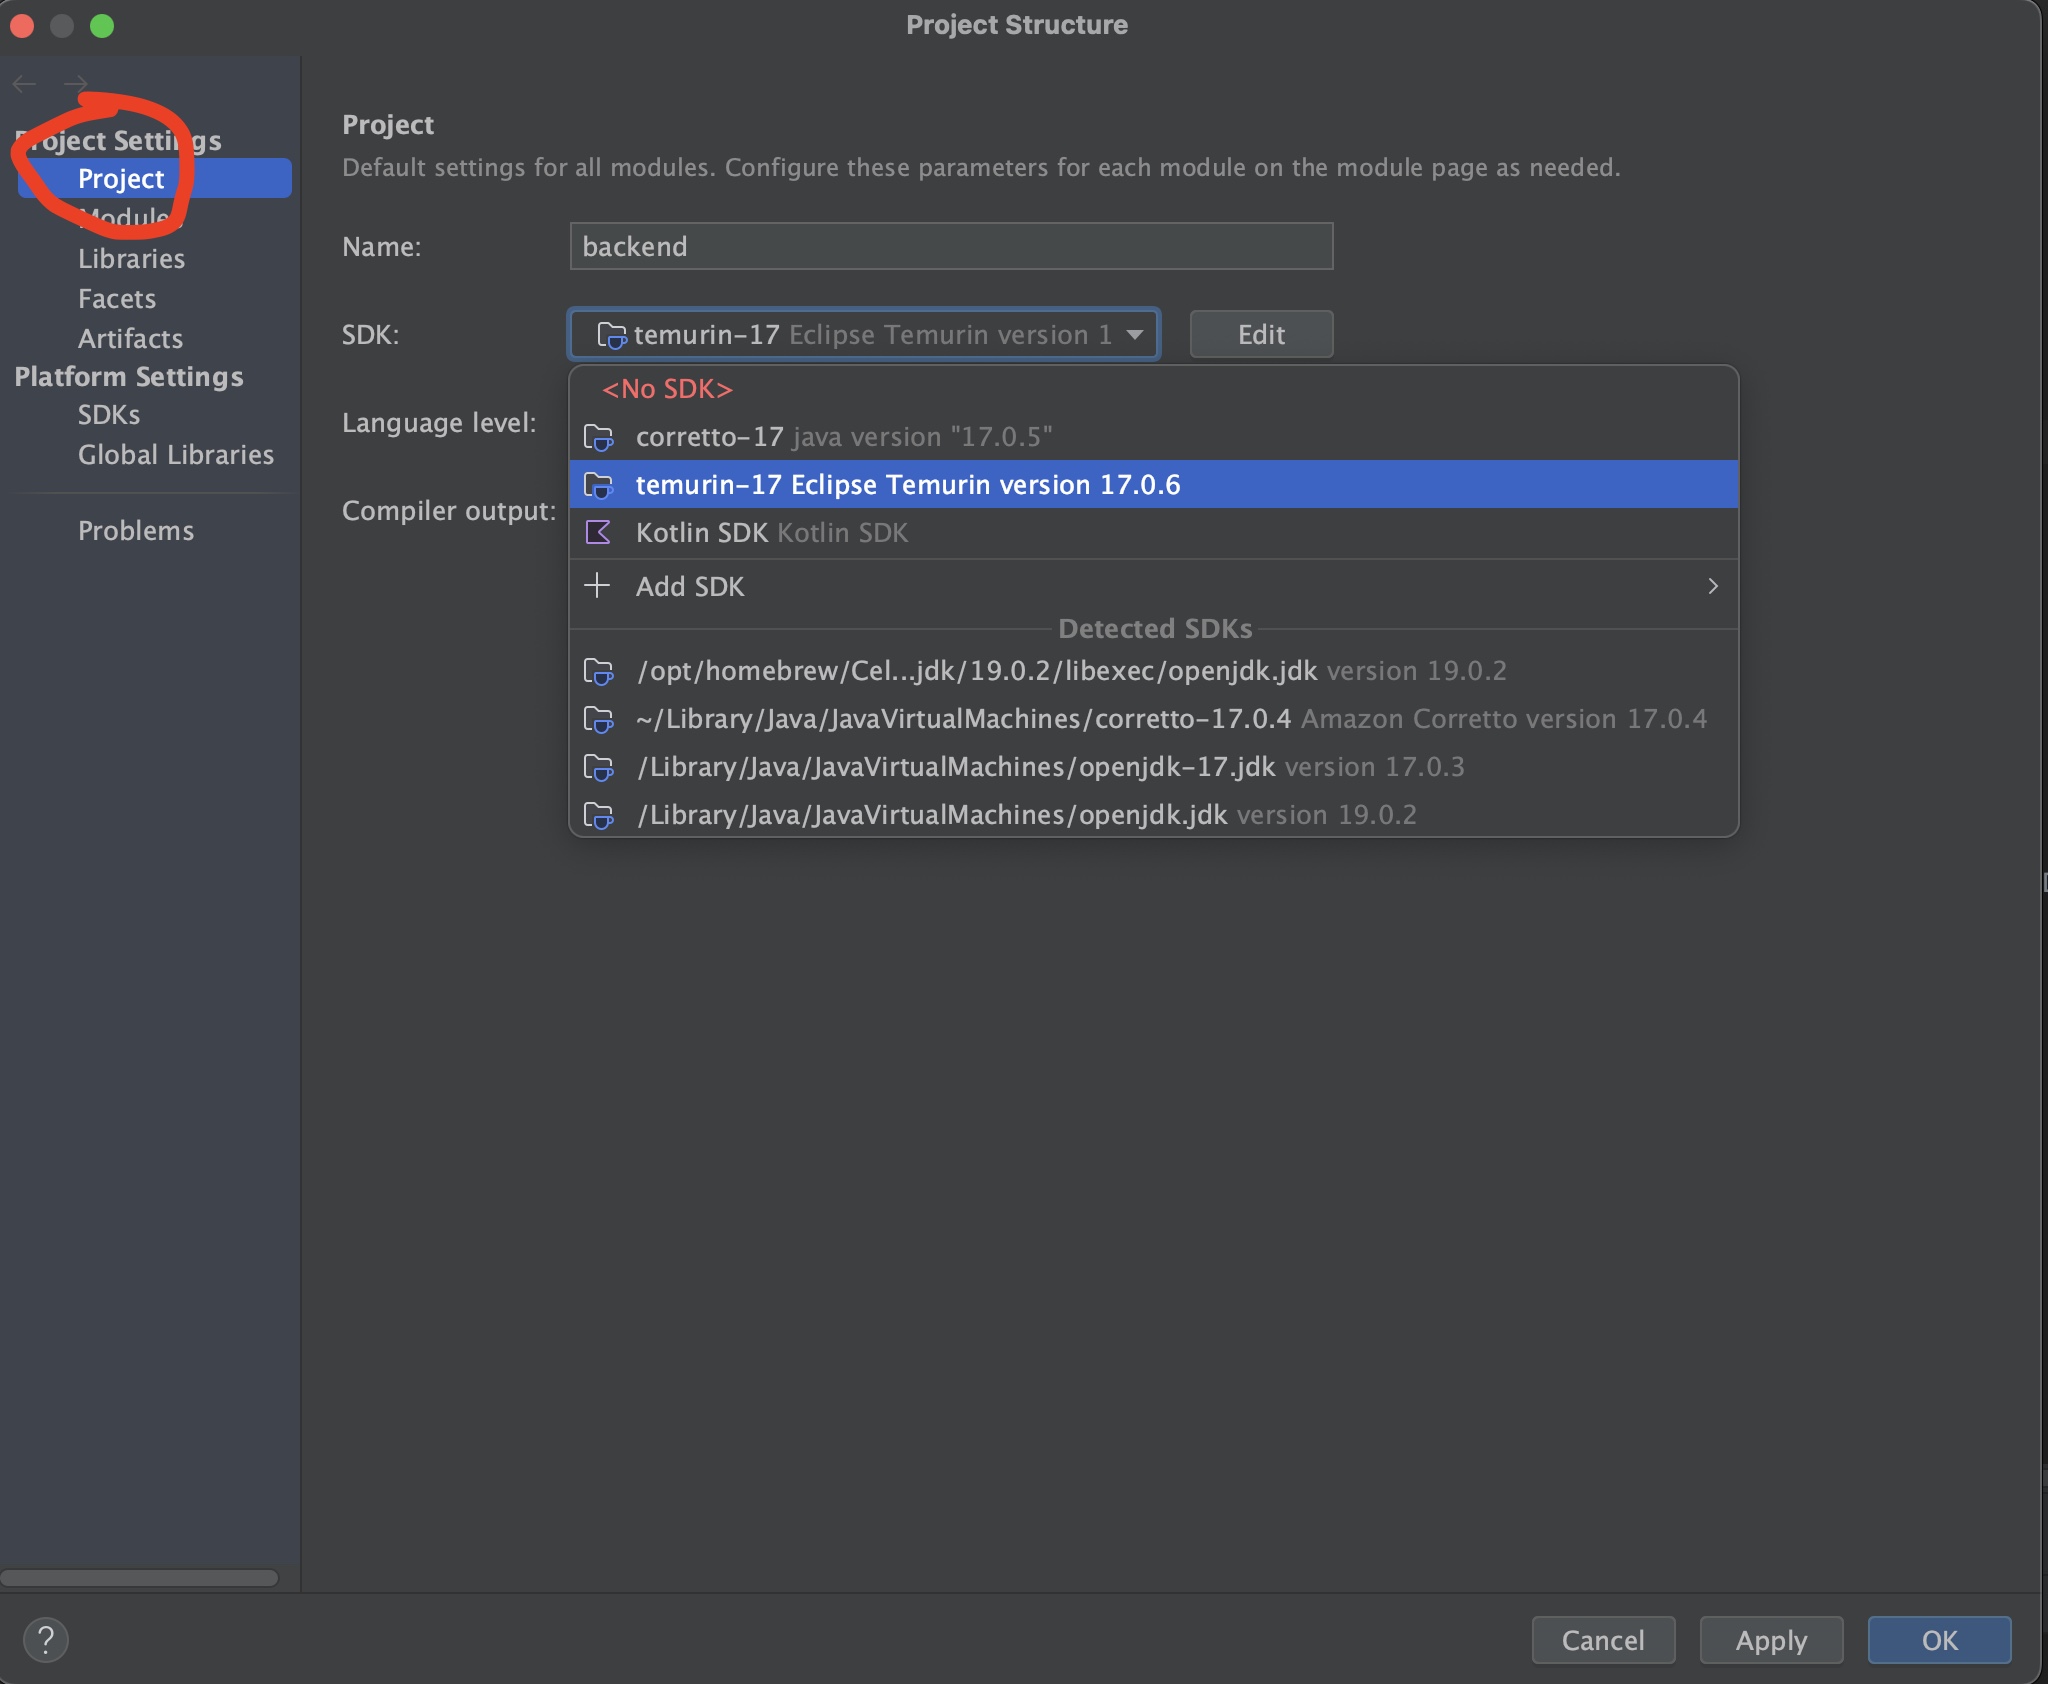 Project Structure
Project Settings
Project
Modules
Libraries
Facets
Artifacts
Platform Settings
SDKs
Global Libraries
Problems
Project
Default settings for all modules. Configure these parameters for each module on the module page as needed.
Name: backend
SDK: temurin-17 Eclipse Temurin version 1 Edit
<No SDK>
Language level:
corretto-17 java version "17.0.5"
temurin-17 Eclipse Temurin version 17.0.6
Compiler output:
Kotlin SDK Kotlin SDK
Add SDK
Detected SDKs
/opt/homebrew/Cel...jdk/19.0.2/libexec/openjdk.jdk version 19.0.2
~/Library/Java/JavaVirtualMachines/corretto-17.0.4 Amazon Corretto version 17.0.4
/Library/Java/JavaVirtualMachines/openjdk-17.jdk version 17.0.3
/Library/Java/JavaVirtualMachines/openjdk.jdk version 19.0.2
? Cancel Apply OK